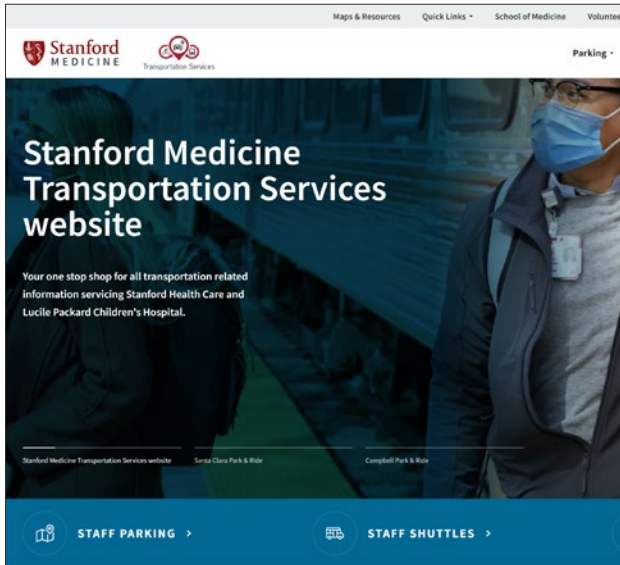 Maps & Resources Quick Links School of Medicine Voluntee
Stanford
MEDICINE
Transportation Services
Parking
Stanford Medicine
Transportation Services
website
Your one stop shop for all transportation related
information servicing Stanford Health Care and
Lucile Packard Children's Hospital.
Stanford Medicine Transportation Services website Santa Clara Park & Ride Campbell Park & Ride
STAFF PARKING > STAFF SHUTTLES >